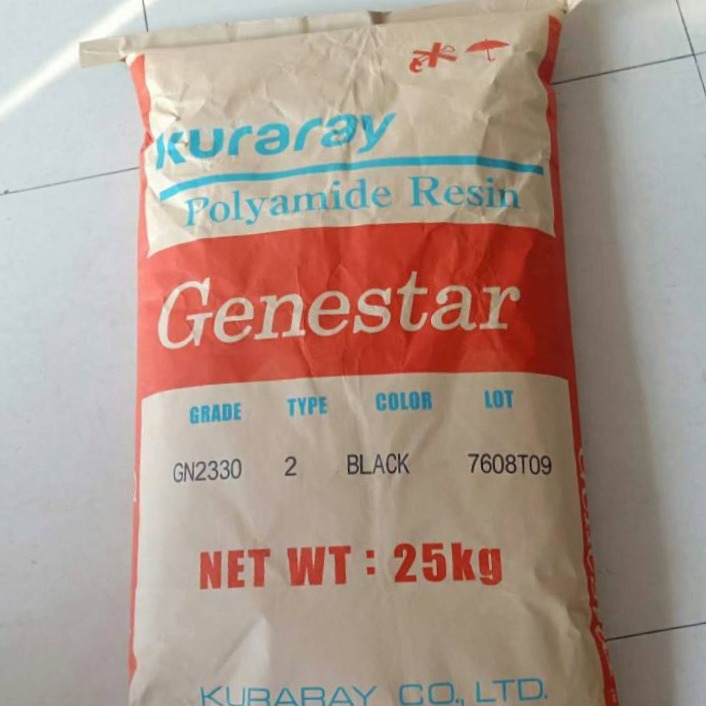 kuraray
Polyamide Resin
Genestar
GRADE TYPE COLOR LOT
GN2330 2 BLACK 7608T09
NET WT : 25kg
KURARAY CO., LTD.